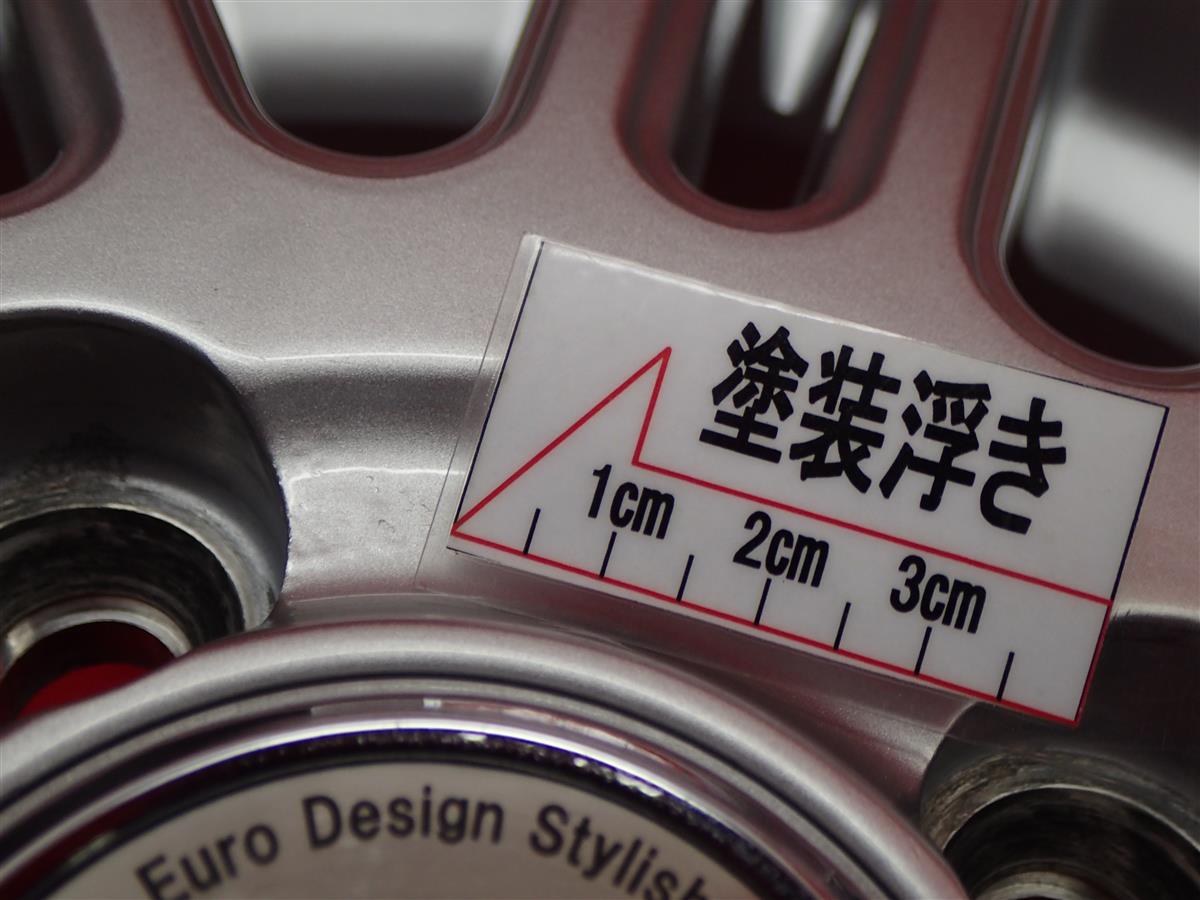 塗装浮き
1cm 2cm 3cm
Euro Design Stylish